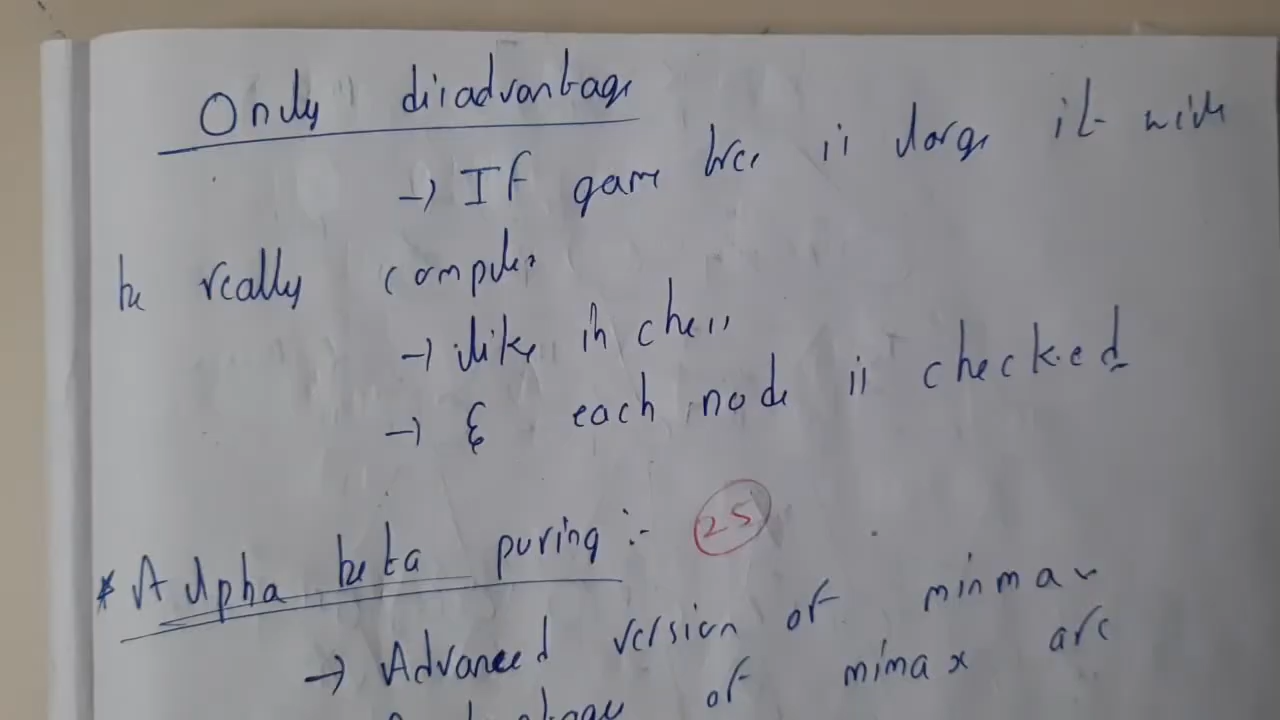 Only disadvantage
→ If game tree is large it will
be really complex
→ like in chess
→ & each node is checked
* Alpha beta puring :- 25
→ Advanced version of minmax
of mimax are